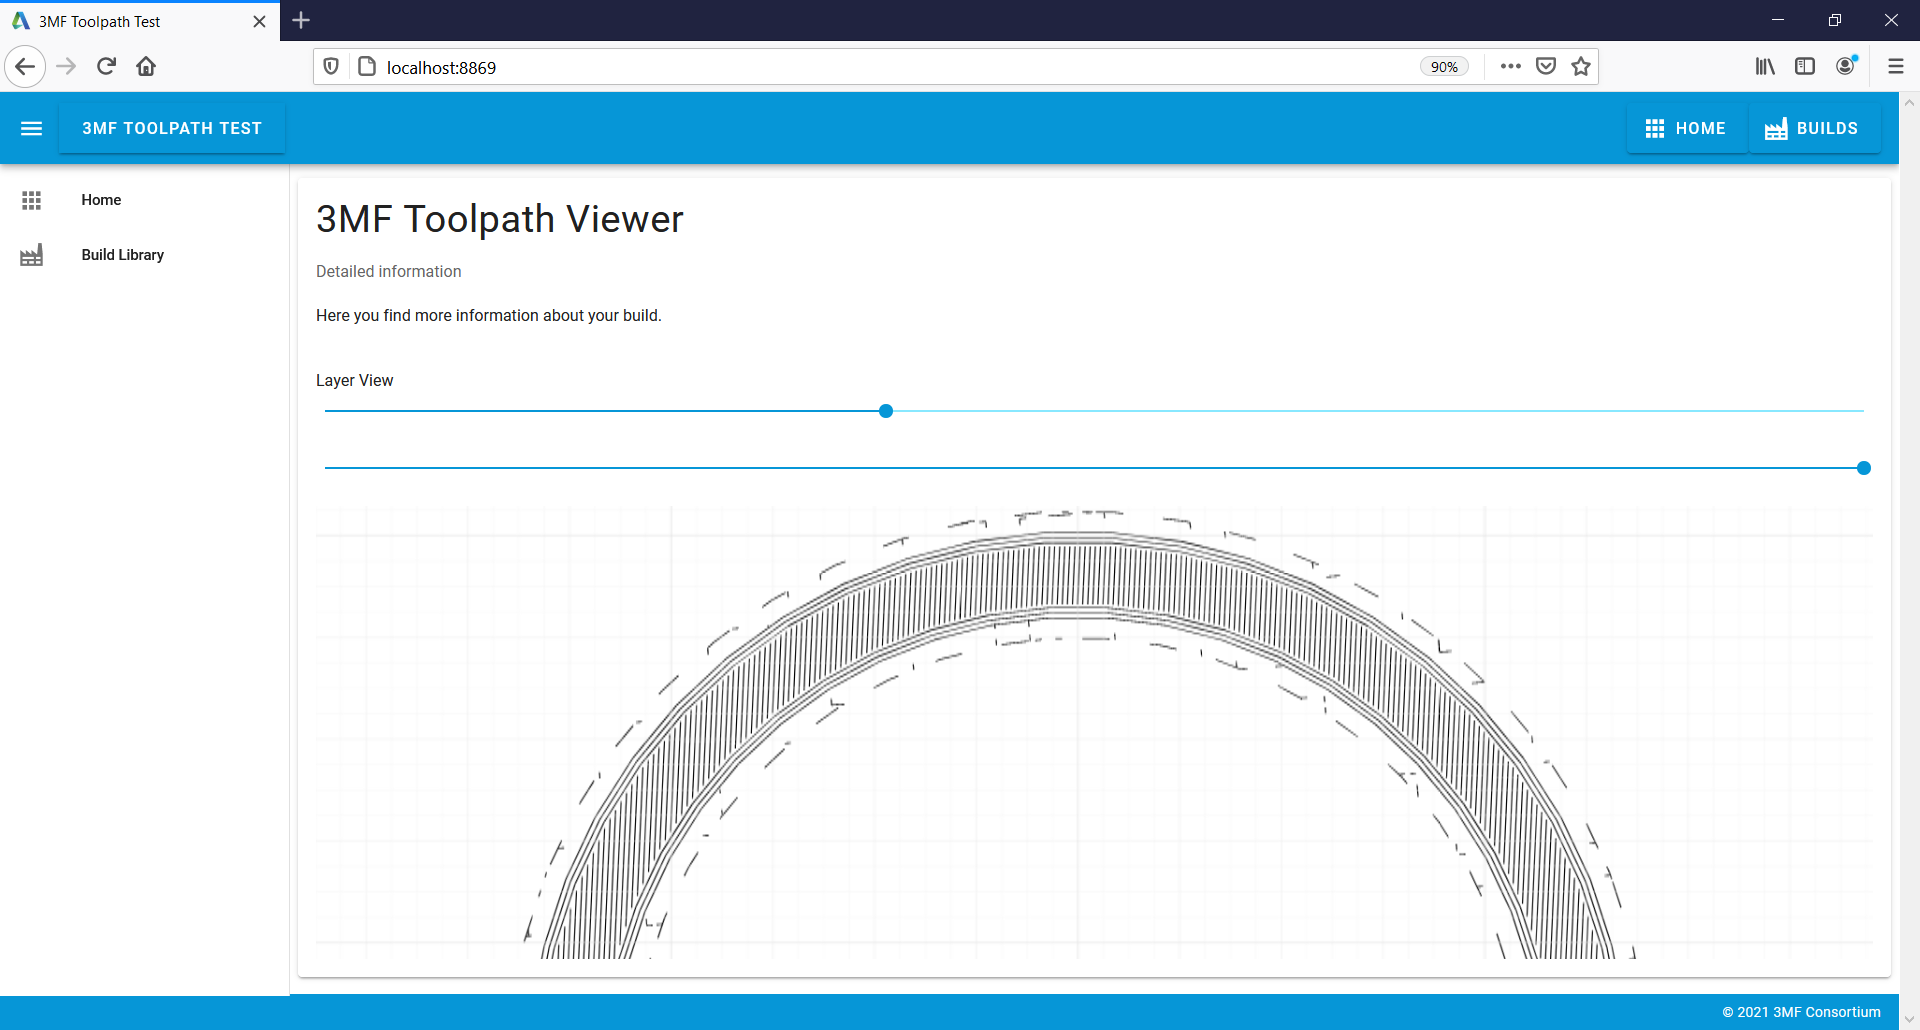 3MF Toolpath Test
localhost:8869
90%
3MF TOOLPATH TEST
HOME
BUILDS
Home
Build Library
3MF Toolpath Viewer
Detailed information
Here you find more information about your build.
Layer View
© 2021 3MF Consortium